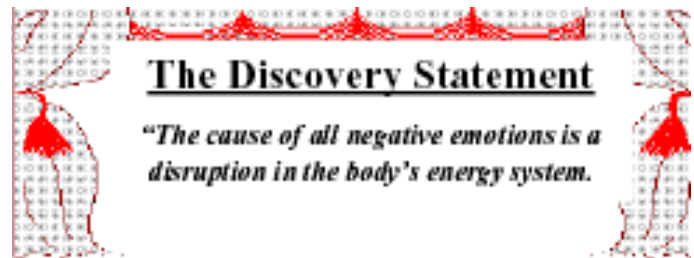 The Discovery Statement
“The cause of all negative emotions is a
disruption in the body’s energy system.